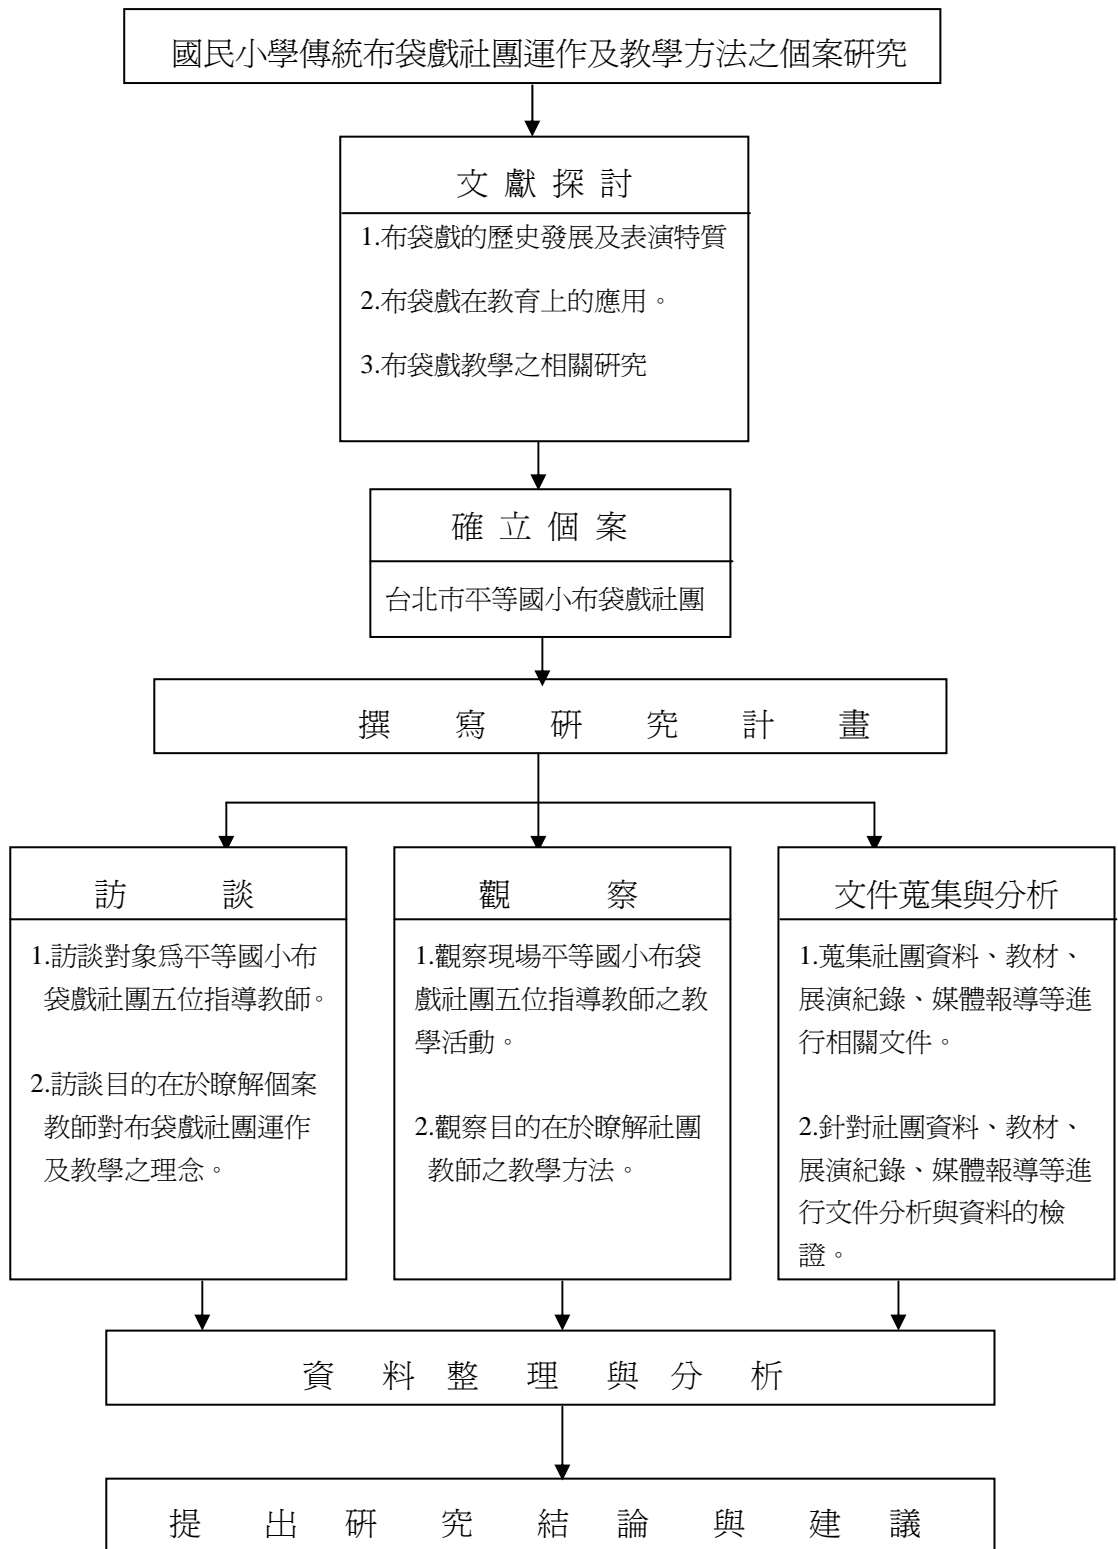 國民小學傳統布袋戲社團運作及教學方法之個案研究
文獻探討
1.布袋戲的歷史發展及表演特質
2.布袋戲在教育上的應用。
3.布袋戲教學之相關研究
確立個案
台北市平等國小布袋戲社團
撰寫研究計畫
訪談
1.訪談對象為平等國小布
袋戲社團五位指導教師。
2.訪談目的在於瞭解個案
教師對布袋戲社團運作
及教學之理念。
觀察
1.觀察現場平等國小布袋
戲社團五位指導教師之教
學活動。
2.觀察目的在於瞭解社團
教師之教學方法。
文件蒐集與分析
1.蒐集社團資料、教材、
展演紀錄、媒體報導等進
行相關文件。
2.針對社團資料、教材、
展演紀錄、媒體報導等進
行文件分析與資料的檢
證。
資料整理與分析
提出研究結論與建議